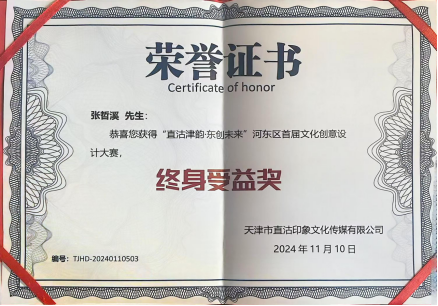 荣誉证书
Certificate of honor
张哲溪 先生:
恭喜您获得“直沽津韵·东创未来”河东区首届文化创意设
计大赛,
终身受益奖
天津市直沽印象文化传媒有限公司
2024年11月10日
编号: TJHD-20240110503